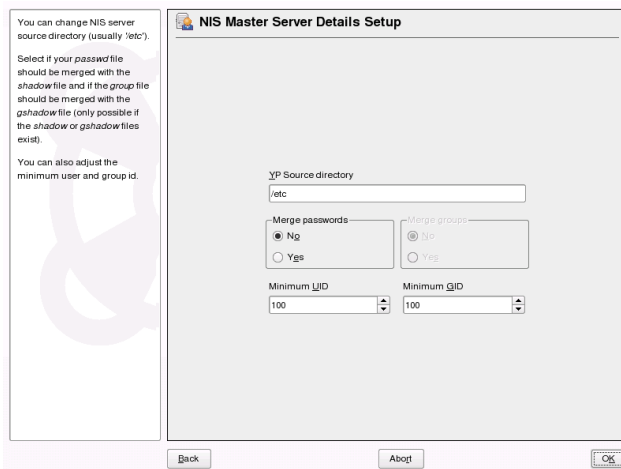 You can change NIS server
source directory (usually '/etc').
Select if your passwd file
should be merged with the
shadow file and if the group file
should be merged with the
gshadow file (only possible if
the shadow or gshadow files
exist).
You can also adjust the
minimum user and group id.
NIS Master Server Details Setup
YP Source directory
/etc
Merge passwords Merge groups
No No
Yes Yes
Minimum UID Minimum GID
100 100
Back Abort OK